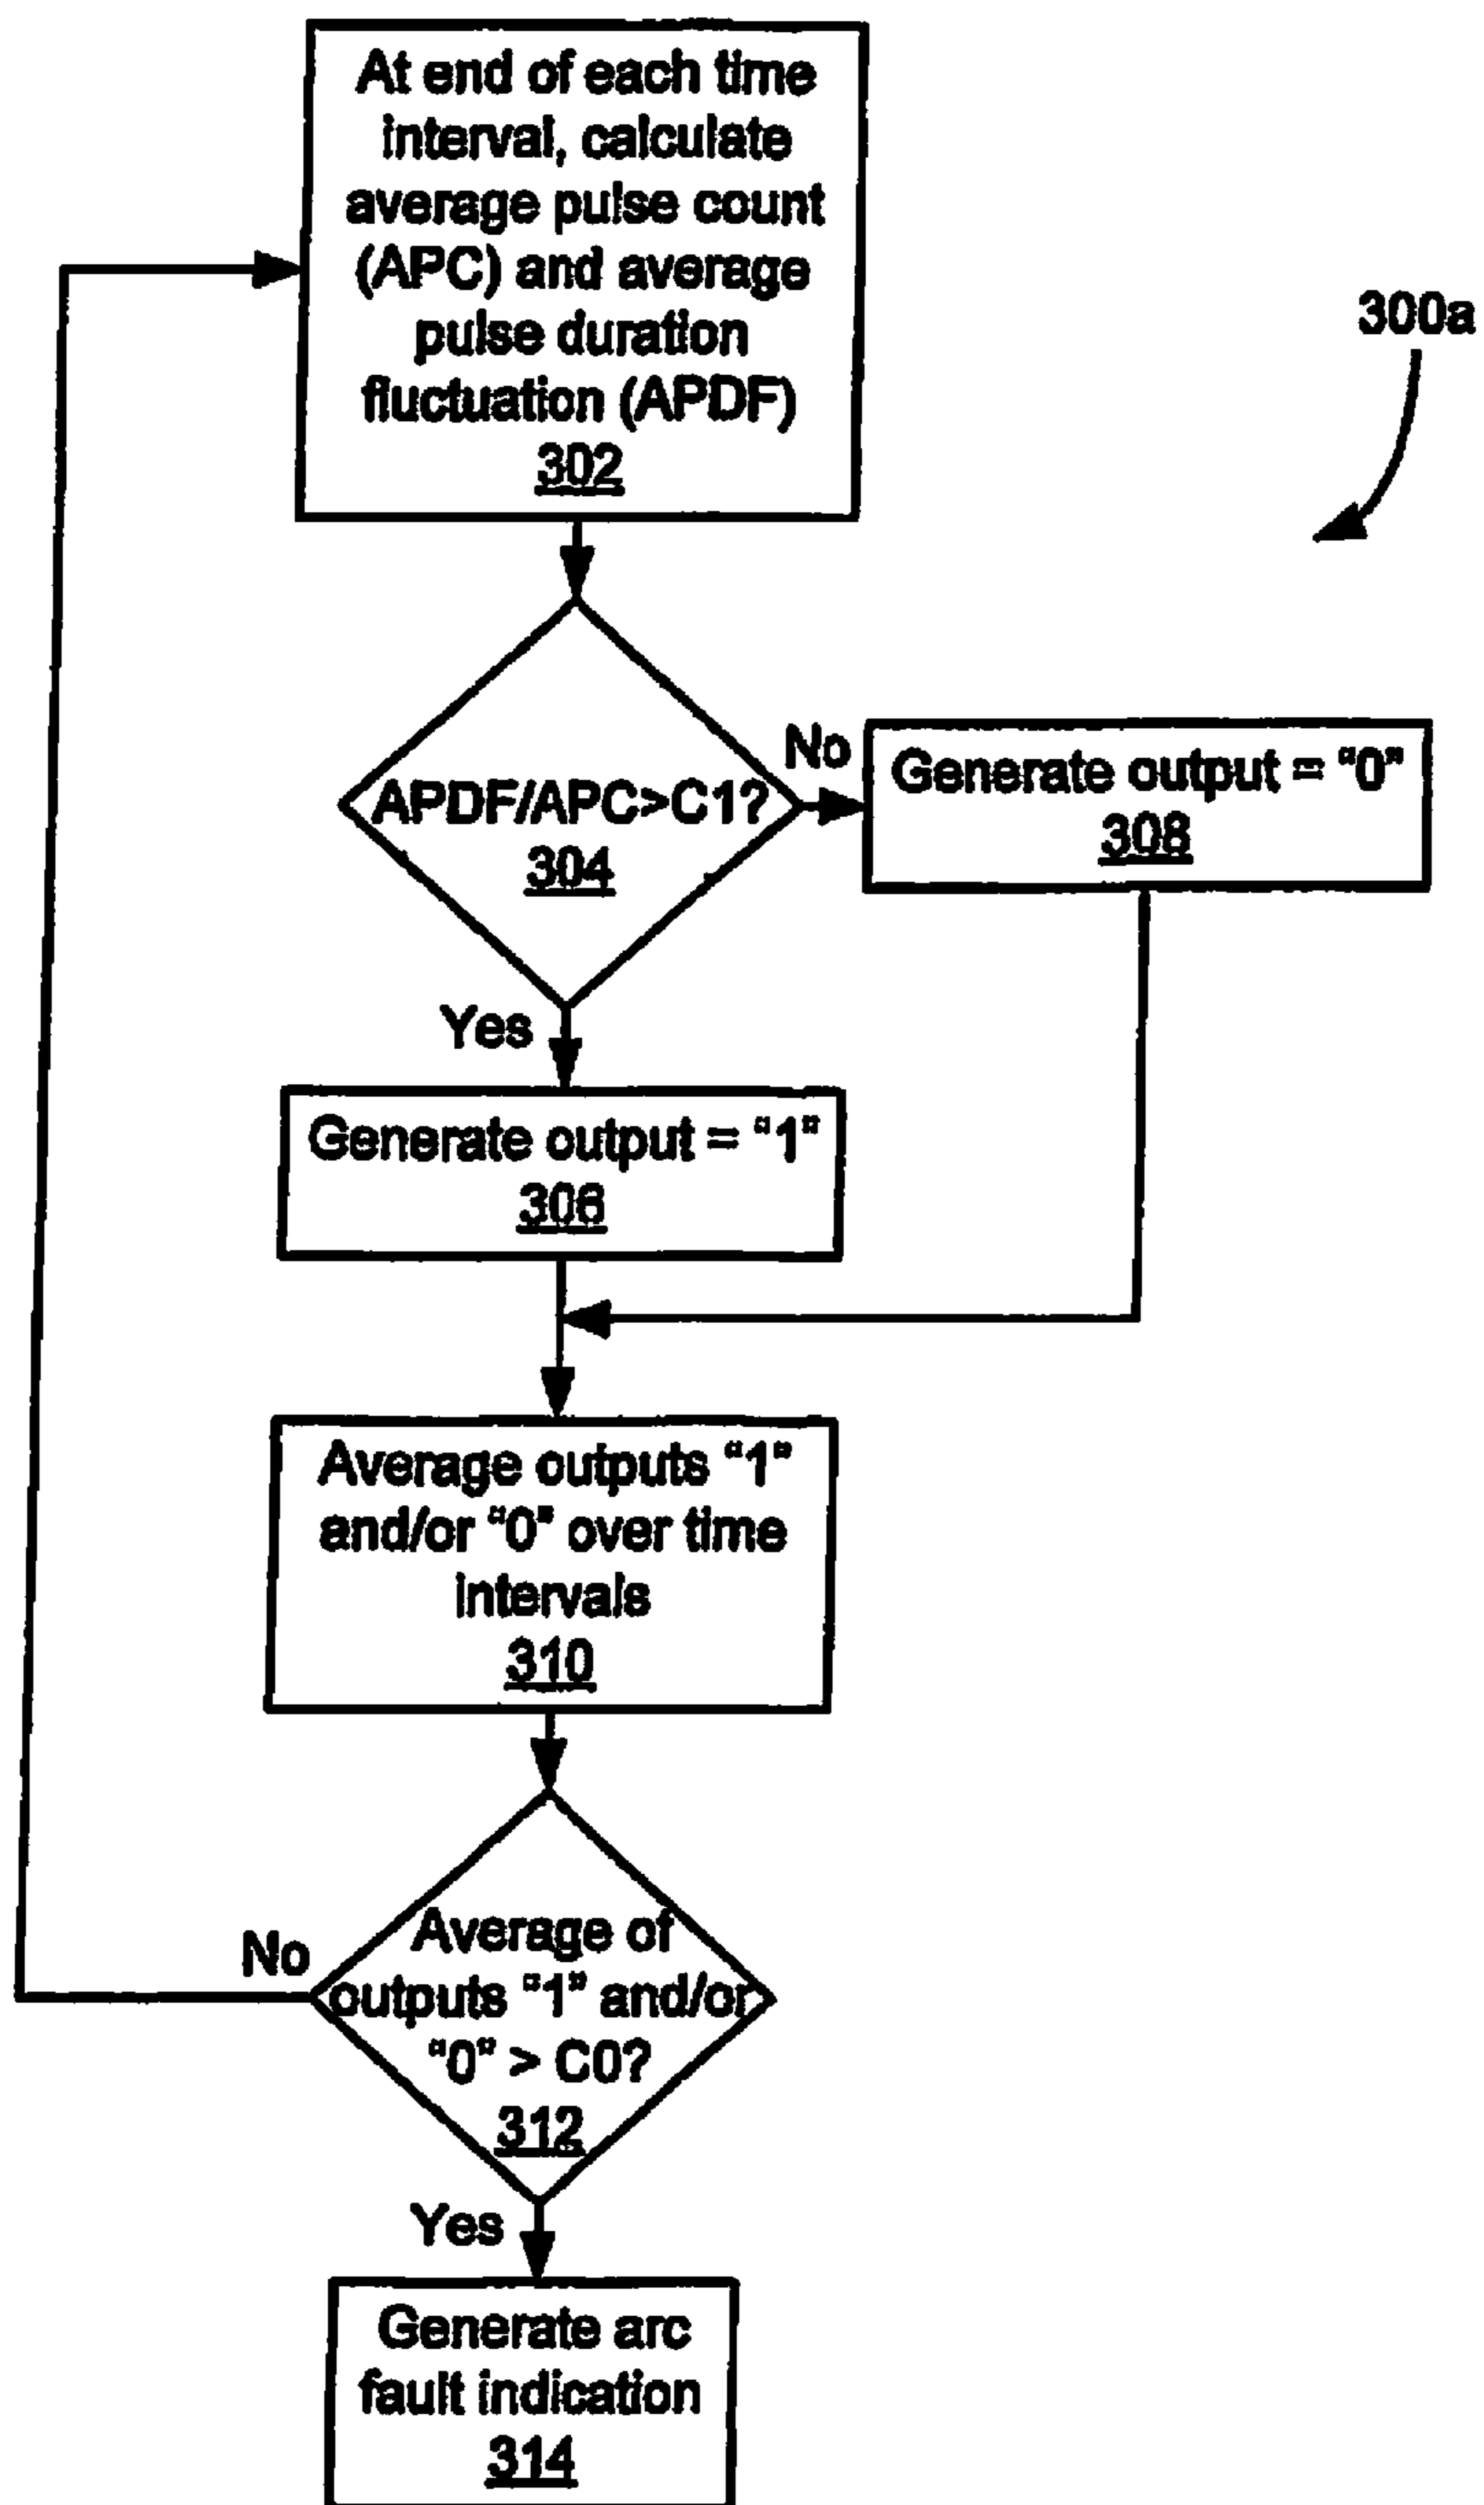 At end of each time
interval, calculate
average pulse count
(APC) and average
pulse duration
fluctuation (APDF)
302
300a
APDF/APC>C1?
304
No
Generate output = "0"
308
Yes
Generate output = "1"
306
Average outputs "1"
and/or "0" over time
intervals
310
Average of
outputs "1" and/or
"0" > C0?
312
No
Yes
Generate arc
fault indication
314